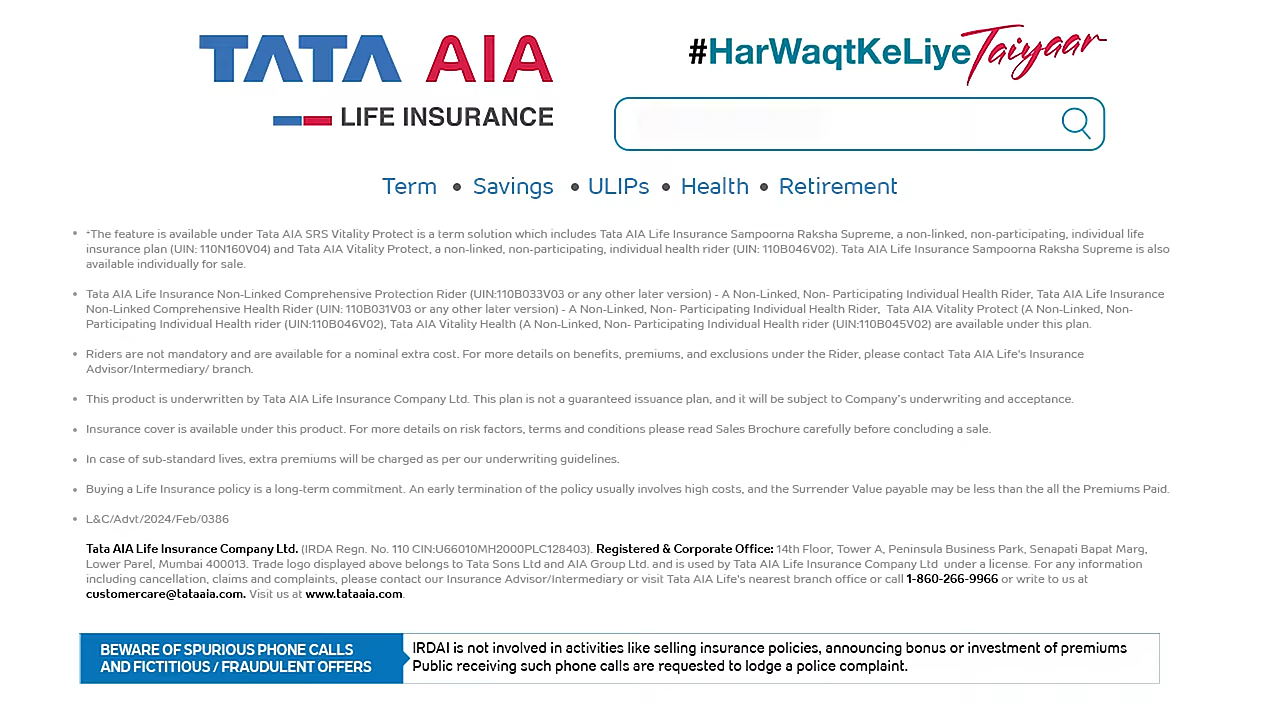 TATA AIA
LIFE INSURANCE
#HarWaqtKeLiyeTaiyaar
Term • Savings • ULIPs • Health • Retirement
• *The feature is available under Tata AIA SRS Vitality Protect is a term solution which includes Tata AIA Life Insurance Sampoorna Raksha Supreme, a non-linked, non-participating, individual life
insurance plan (UIN: 110N160V04) and Tata AIA Vitality Protect, a non-linked, non-participating, individual health rider (UIN: 110B046V02). Tata AIA Life Insurance Sampoorna Raksha Supreme is also
available individually for sale.
• Tata AIA Life Insurance Non-Linked Comprehensive Protection Rider (UIN:110B033V03 or any other later version) - A Non-Linked, Non- Participating Individual Health Rider, Tata AIA Life Insurance
Non-Linked Comprehensive Health Rider (UIN: 110B031V03 or any other later version) - A Non-Linked, Non- Participating Individual Health Rider, Tata AIA Vitality Protect (A Non-Linked, Non-
Participating Individual Health rider (UIN:110B046V02), Tata AIA Vitality Health (A Non-Linked, Non- Participating Individual Health rider (UIN:110B045V02) are available under this plan.
• Riders are not mandatory and are available for a nominal extra cost. For more details on benefits, premiums, and exclusions under the Rider, please contact Tata AIA Life's Insurance
Advisor/Intermediary/ branch.
• This product is underwritten by Tata AIA Life Insurance Company Ltd. This plan is not a guaranteed issuance plan, and it will be subject to Company's underwriting and acceptance.
• Insurance cover is available under this product. For more details on risk factors, terms and conditions please read Sales Brochure carefully before concluding a sale.
• In case of sub-standard lives, extra premiums will be charged as per our underwriting guidelines.
• Buying a Life Insurance policy is a long-term commitment. An early termination of the policy usually involves high costs, and the Surrender Value payable may be less than the all the Premiums Paid.
• L&C/Advt/2024/Feb/0386
Tata AIA Life Insurance Company Ltd. (IRDA Regn. No. 110 CIN:U66010MH2000PLC128403). Registered & Corporate Office: 14th Floor, Tower A, Peninsula Business Park, Senapati Bapat Marg,
Lower Parel, Mumbai 400013. Trade logo displayed above belongs to Tata Sons Ltd and AIA Group Ltd. and is used by Tata AIA Life Insurance Company Ltd under a license. For any information
including cancellation, claims and complaints, please contact our Insurance Advisor/Intermediary or visit Tata AIA Life's nearest branch office or call 1-860-266-9966 or write to us at
customercare@tataaia.com. Visit us at www.tataaia.com.
BEWARE OF SPURIOUS PHONE CALLS
AND FICTITIOUS / FRAUDULENT OFFERS
IRDAI is not involved in activities like selling insurance policies, announcing bonus or investment of premiums
Public receiving such phone calls are requested to lodge a police complaint.